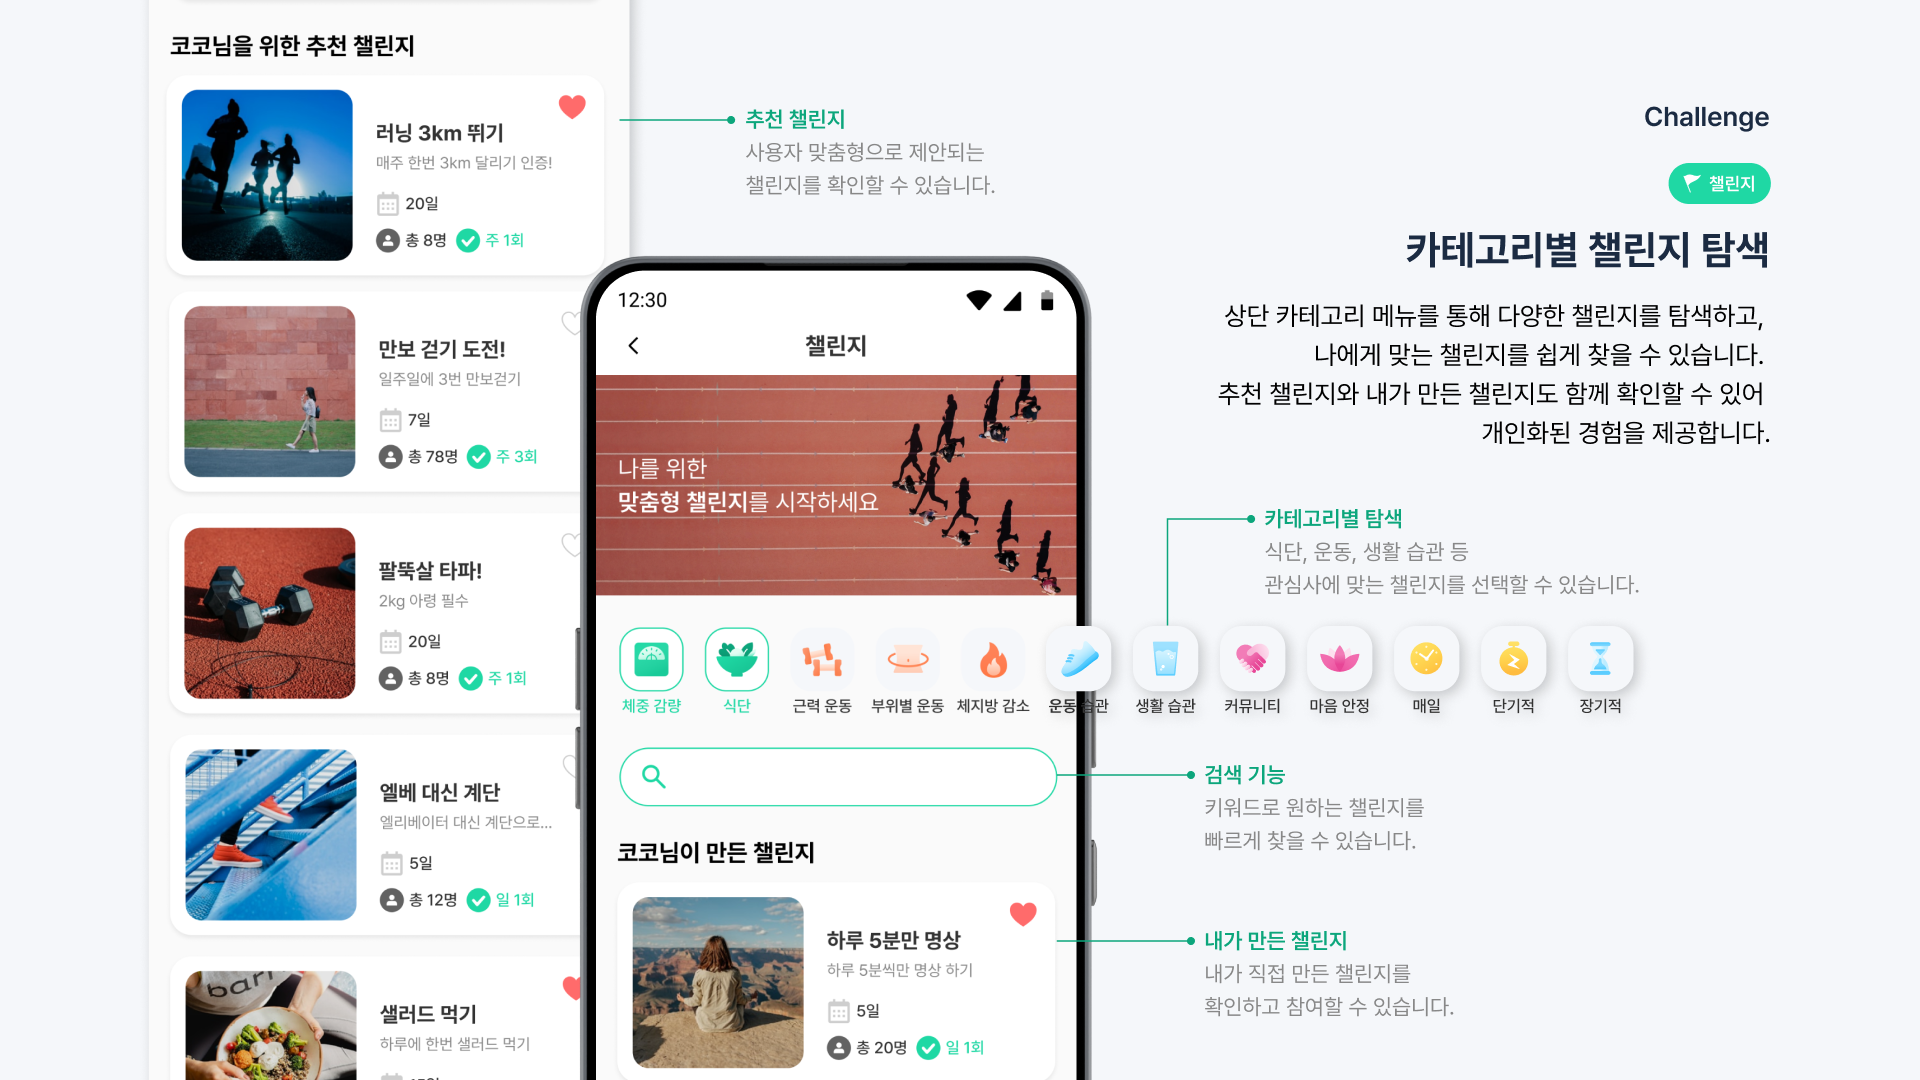 코코님을 위한 추천 챌린지
러닝 3km 뛰기
매주 한번 3km 달리기 인증!
20일
총 8명 주 1회
만보 걷기 도전!
일주일에 3번 만보걷기
7일
총 78명 주 3회
팔뚝살 타파!
2kg 아령 필수
20일
총 8명 주 1회
엘베 대신 계단
엘리베이터 대신 계단으로...
5일
총 12명 일 1회
bari
샐러드 먹기
하루에 한번 샐러드 먹기
추천 챌린지
사용자 맞춤형으로 제안되는
챌린지를 확인할 수 있습니다.
12:30
챌린지
나를 위한
맞춤형 챌린지를 시작하세요
체중 감량 식단 근력 운동 부위별 운동 체지방 감소 운동 습관 생활 습관 커뮤니티 마음 안정 매일 단기적 장기적
코코님이 만든 챌린지
하루 5분만 명상
하루 5분씩만 명상 하기
5일
총 20명 일 1회
Challenge
챌린지
카테고리별 챌린지 탐색
상단 카테고리 메뉴를 통해 다양한 챌린지를 탐색하고,
나에게 맞는 챌린지를 쉽게 찾을 수 있습니다.
추천 챌린지와 내가 만든 챌린지도 함께 확인할 수 있어
개인화된 경험을 제공합니다.
카테고리별 탐색
식단, 운동, 생활 습관 등
관심사에 맞는 챌린지를 선택할 수 있습니다.
검색 기능
키워드로 원하는 챌린지를
빠르게 찾을 수 있습니다.
내가 만든 챌린지
내가 직접 만든 챌린지를
확인하고 참여할 수 있습니다.